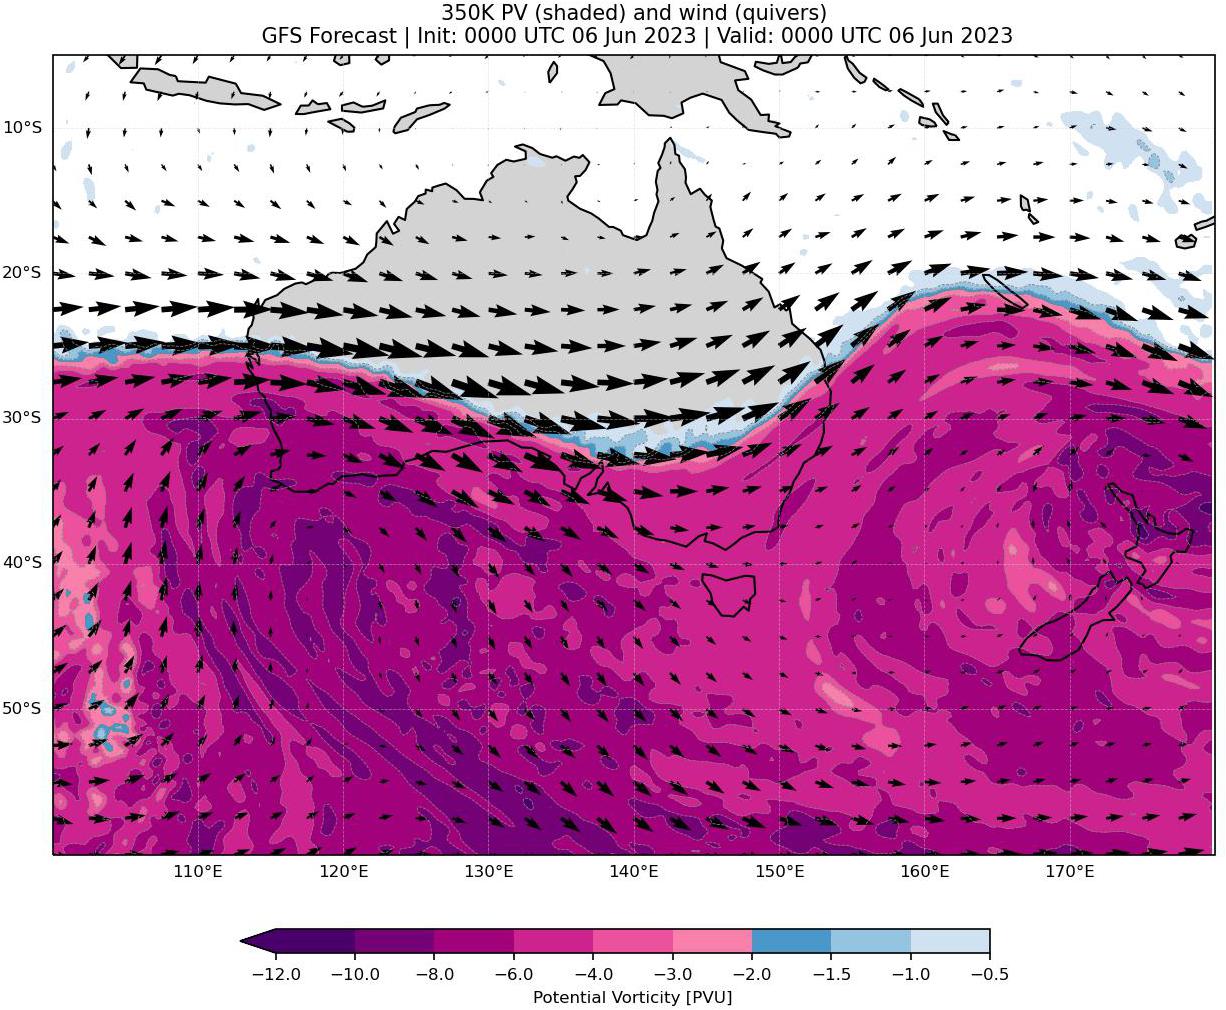 350K PV (shaded) and wind (quivers)
GFS Forecast | Init: 0000 UTC 06 Jun 2023 | Valid: 0000 UTC 06 Jun 2023
10°S
20°S
30°S
40°S
50°S
110°E 120°E 130°E 140°E 150°E 160°E 170°E
−12.0 −10.0 −8.0 −6.0 −4.0 −3.0 −2.0 −1.5 −1.0 −0.5
Potential Vorticity [PVU]